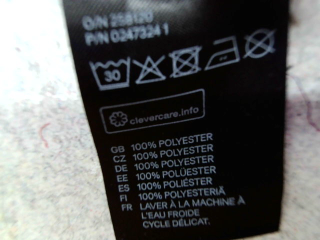 O/N 258120
P/N 0247324 1
30
clevercare.info
GB 100% POLYESTER
CZ 100% POLYESTER
DE 100% POLYESTER
EE 100% POLÜESTER
ES 100% POLIÉSTER
FI 100% POLYESTERIÄ
FR LAVER À LA MACHINE À
L'EAU FROIDE
CYCLE DÉLICAT.